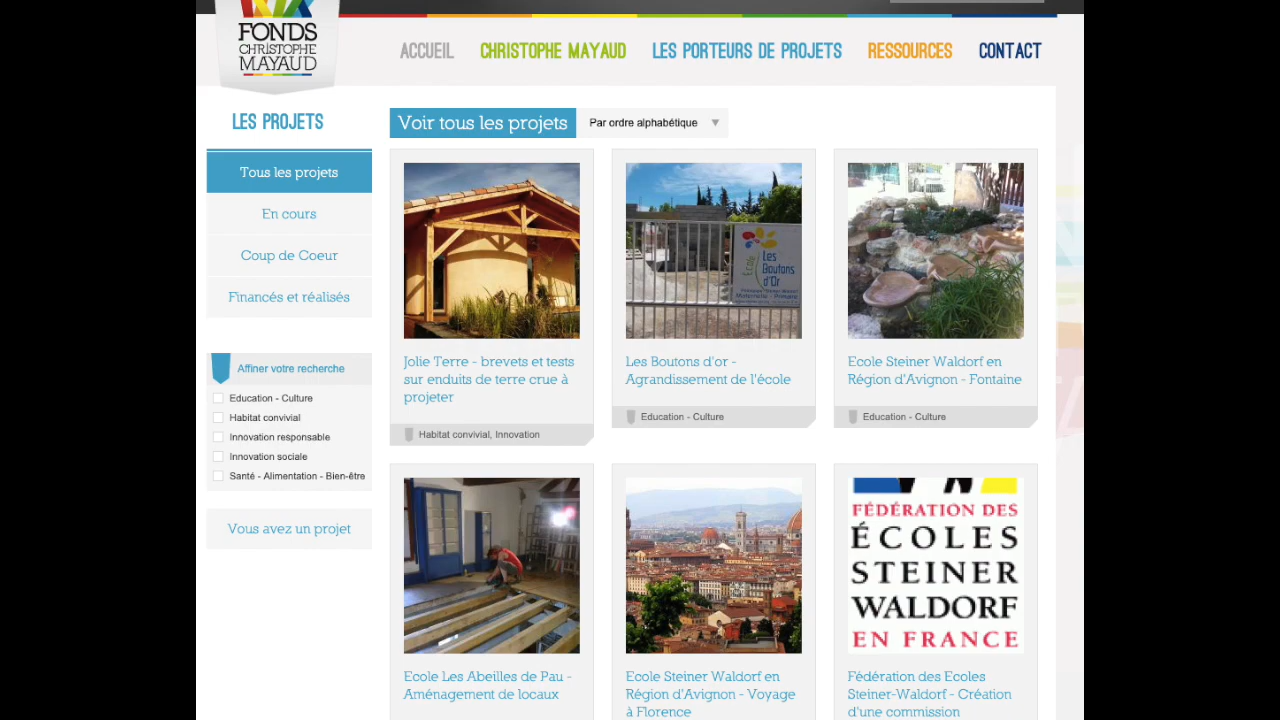 FONDS
CHRISTOPHE
MAYAUD
ACCUEIL
CHRISTOPHE MAYAUD
LES PORTEURS DE PROJETS
RESSOURCES
CONTACT
LES PROJETS
Tous les projets
En cours
Coup de Coeur
Financés et réalisés
Affiner votre recherche
Education - Culture
Habitat convivial
Innovation responsable
Innovation sociale
Santé - Alimentation - Bien-être
Vous avez un projet
Voir tous les projets
Par ordre alphabétique
Jolie Terre - brevets et tests
sur enduits de terre crue à
projeter
Habitat convivial, Innovation
Ecole
Les
Boutons
d'Or
Maternelle - Primaire
Les Boutons d'or -
Agrandissement de l'école
Education - Culture
Ecole Steiner Waldorf en
Région d'Avignon - Fontaine
Education - Culture
Ecole Les Abeilles de Pau -
Aménagement de locaux
Ecole Steiner Waldorf en
Région d'Avignon - Voyage
à Florence
FÉDÉRATION DES
ÉCOLES
STEINER
WALDORF
EN FRANCE
Fédération des Ecoles
Steiner-Waldorf - Création
d'une commission